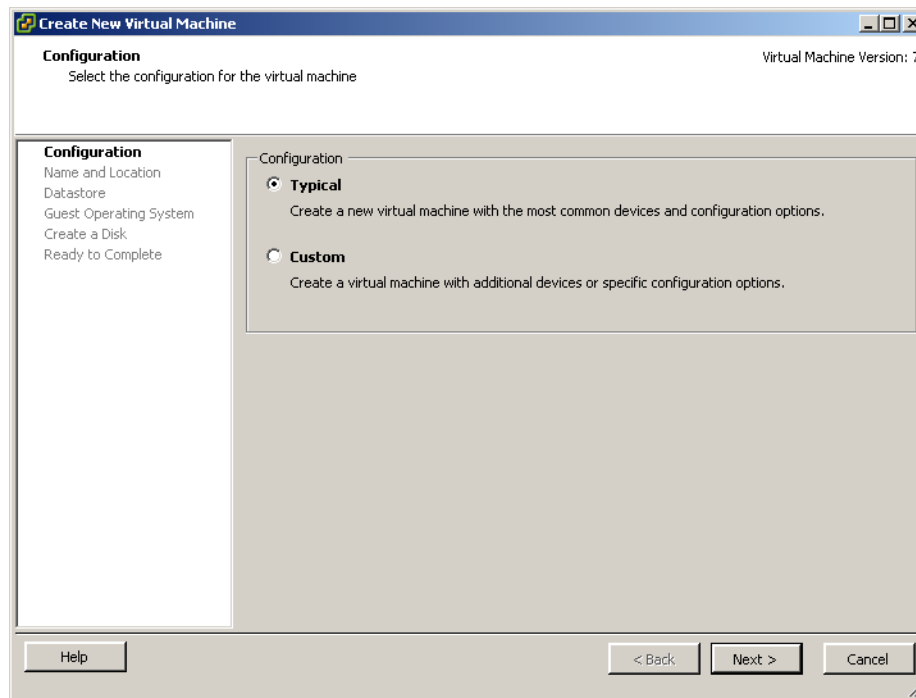 Create New Virtual Machine
Configuration
Select the configuration for the virtual machine
Virtual Machine Version: 7
Configuration
Name and Location
Datastore
Guest Operating System
Create a Disk
Ready to Complete
Configuration
Typical
Create a new virtual machine with the most common devices and configuration options.
Custom
Create a virtual machine with additional devices or specific configuration options.
Help
< Back
Next >
Cancel